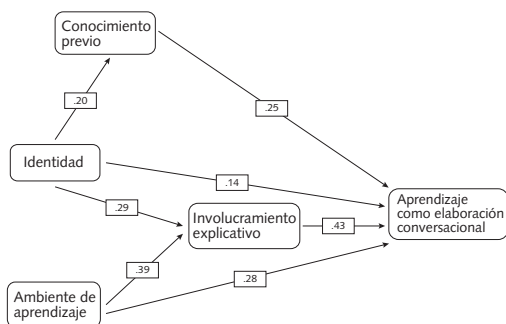 Conocimiento
previo
.20
.25
Identidad
.14
.29
Involucramiento
explicativo
.43
Aprendizaje
como elaboración
conversacional
.39
.28
Ambiente de
aprendizaje